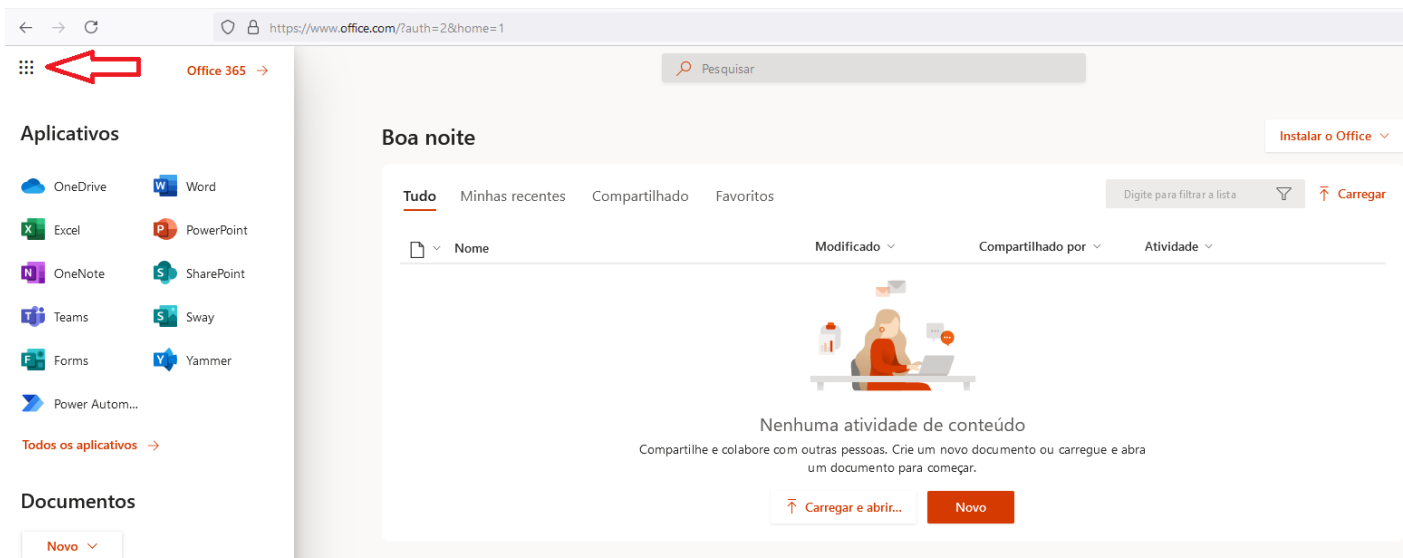 https://www.office.com/?auth=2&home=1
Office 365 →
Pesquisar
Aplicativos
OneDrive
Word
Excel
PowerPoint
OneNote
SharePoint
Teams
Sway
Forms
Yammer
Power Autom...
Todos os aplicativos →
Documentos
Novo
Boa noite
Instalar o Office
Tudo Minhas recentes Compartilhado Favoritos
Digite para filtrar a lista
Carregar
Nome Modificado Compartilhado por Atividade
Nenhuma atividade de conteúdo
Compartilhe e colabore com outras pessoas. Crie um novo documento ou carregue e abra
um documento para começar.
Carregar e abrir...
Novo